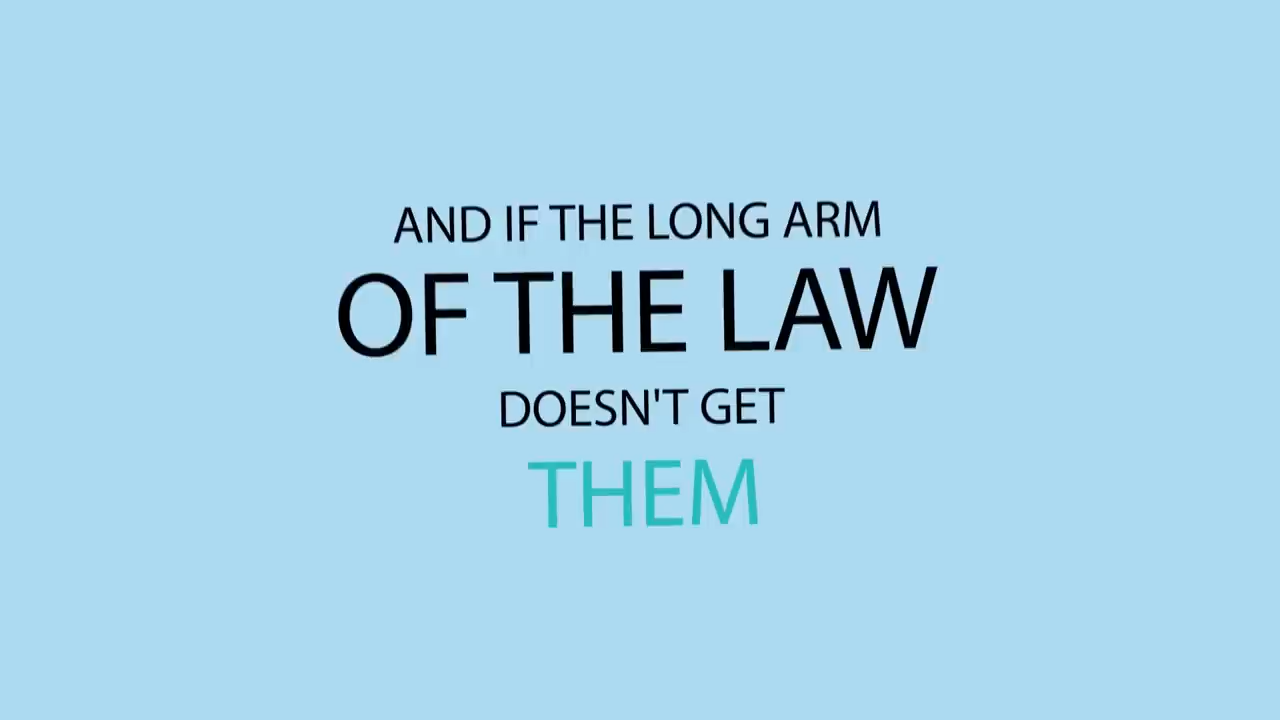 AND IF THE LONG ARM
OF THE LAW
DOESN'T GET
THEM